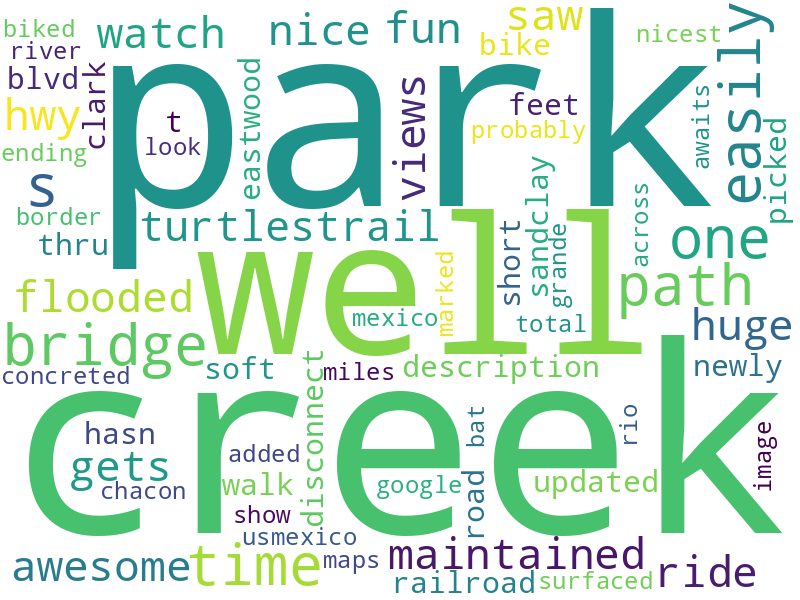 park
well
creek
biked
river
blvd
hwy
ending
border
thru
clark
s
watch
t
look
nice
fun
eastwood
views
saw
bike
feet
probably
nicest
easily
awaits
picked
turtlestrail
one
path
sandclay
across
grande
short
marked
total
mexico
flooded
bridge
huge
newly
concreted
soft
miles
description
disconnect
hasn
gets
chacon
added
walk
show
usmexico
maps
google
bat
road
rio
updated
image
awesome
time
maintained
railroad
surfaced
ride